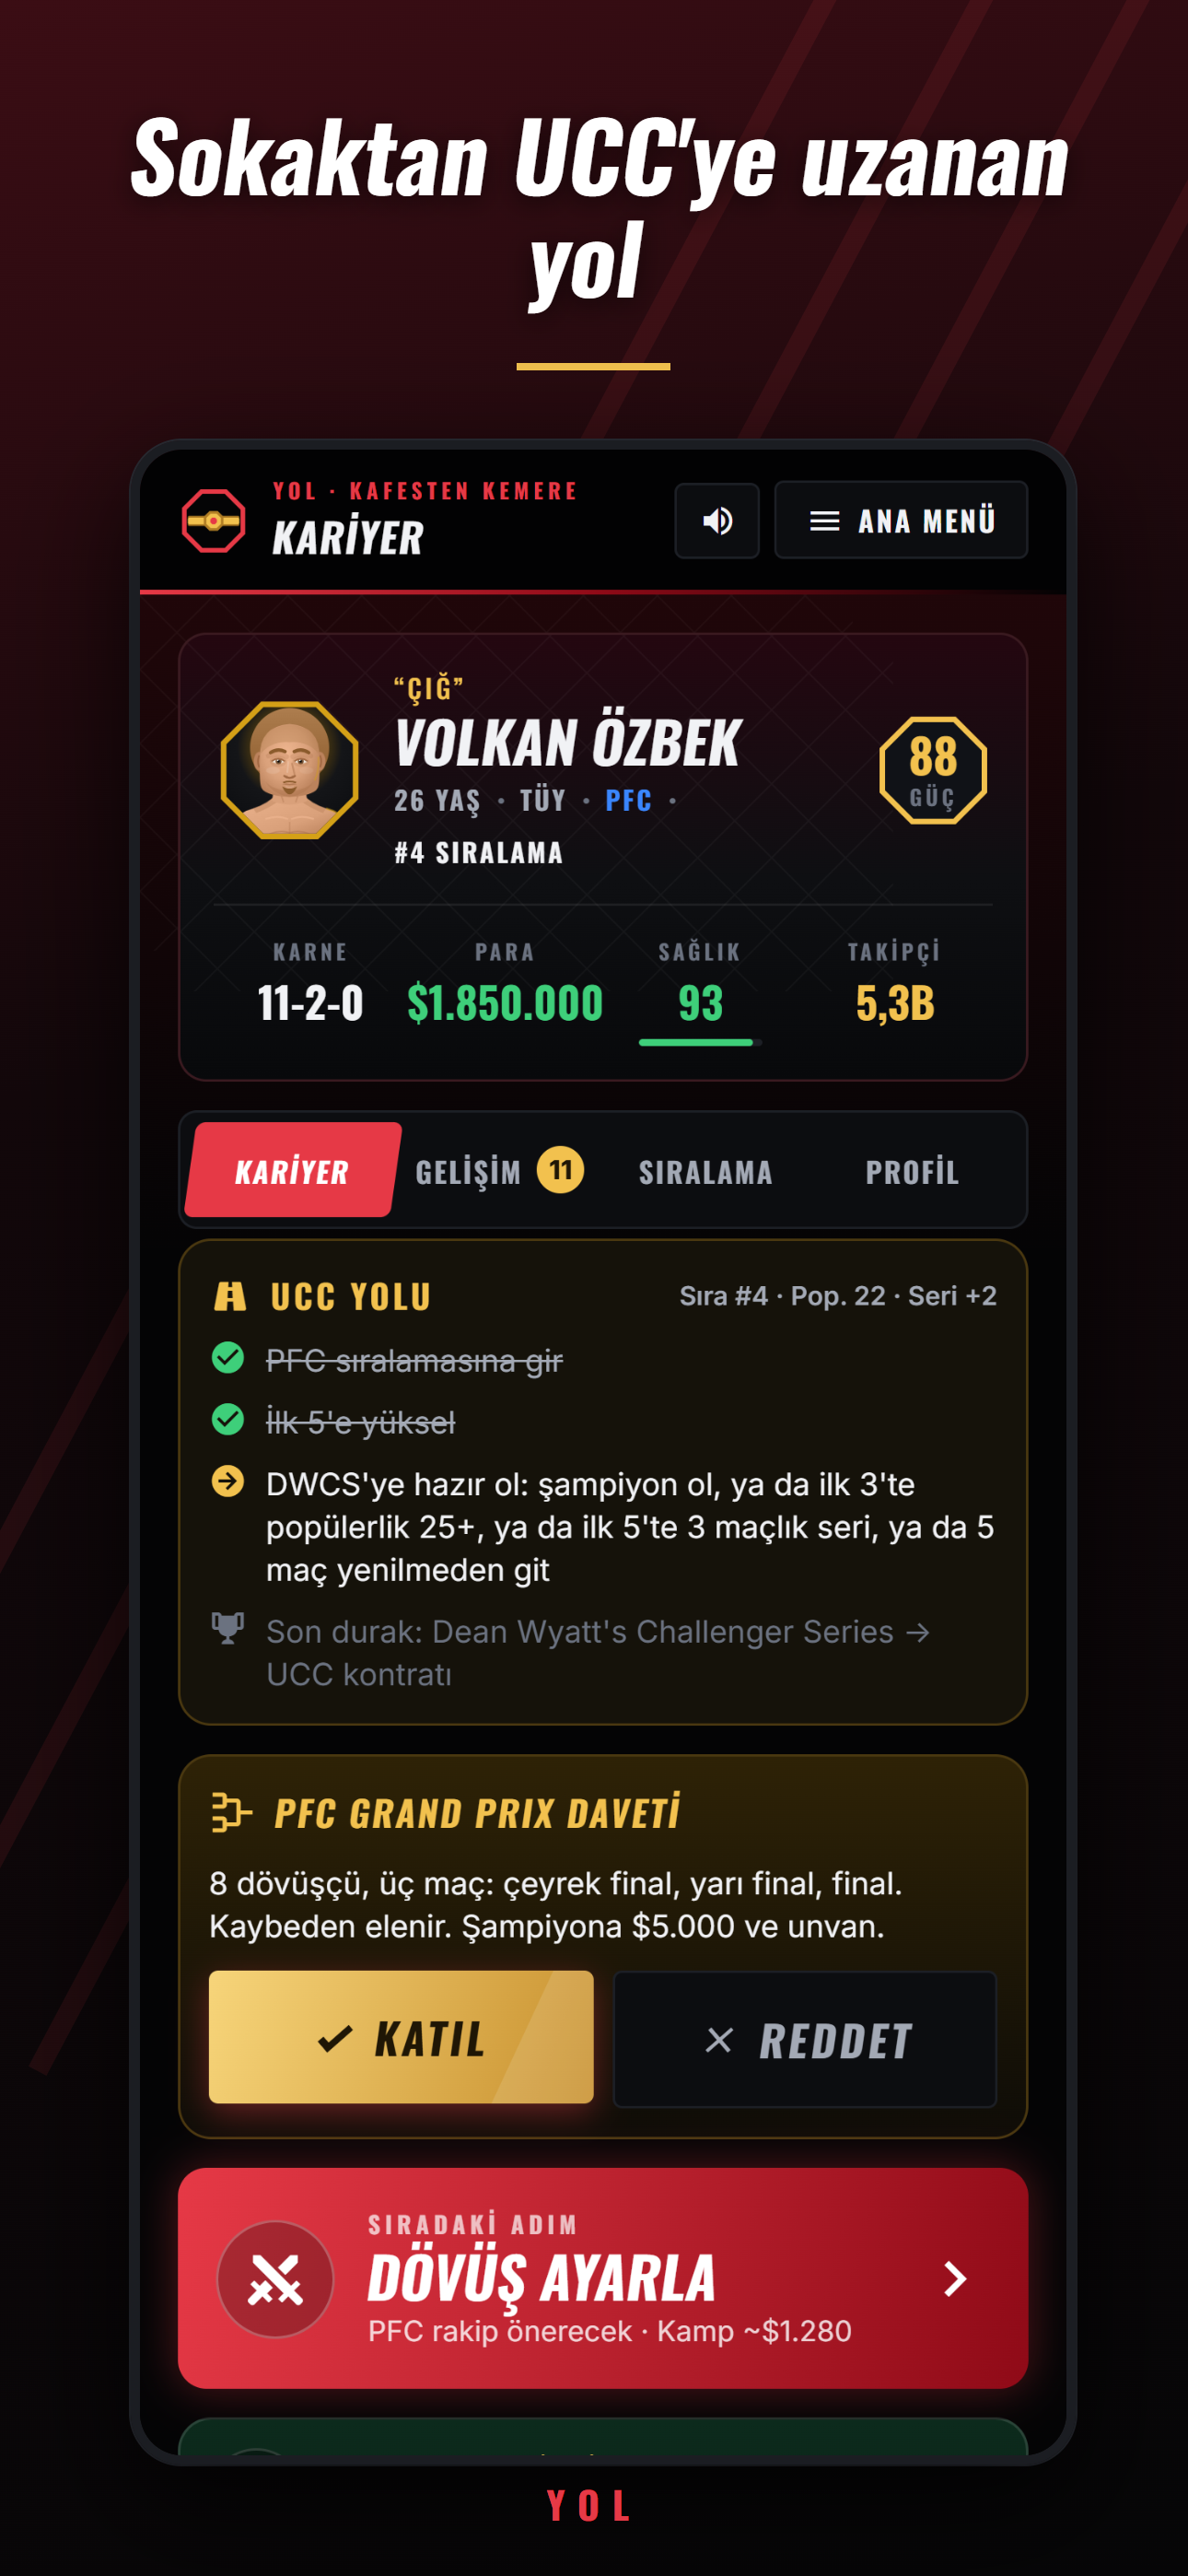 Sokaktan UCC'ye uzanan
yol
YOL · KAFESTEN KEMERE
KARİYER
ANA MENÜ
“ÇIĞ”
VOLKAN ÖZBEK
26 YAŞ · TÜY · PFC ·
#4 SIRALAMA
88
GÜÇ
KARNE
PARA
SAĞLIK
TAKİPÇİ
11-2-0
$1.850.000
93
5,3B
KARİYER
GELİŞİM 11
SIRALAMA
PROFİL
UCC YOLU
Sıra #4 · Pop. 22 · Seri +2
PFC sıralamasına gir
İlk 5'e yüksel
DWCS'ye hazır ol: şampiyon ol, ya da ilk 3'te
popülerlik 25+, ya da ilk 5'te 3 maçlık seri, ya da 5
maç yenilmeden git
Son durak: Dean Wyatt's Challenger Series →
UCC kontratı
PFC GRAND PRIX DAVETİ
8 dövüşçü, üç maç: çeyrek final, yarı final, final.
Kaybeden elenir. Şampiyona $5.000 ve unvan.
KATIL
REDDET
SIRADAKİ ADIM
DÖVÜŞ AYARLA
PFC rakip önerecek · Kamp ~$1.280
YOL